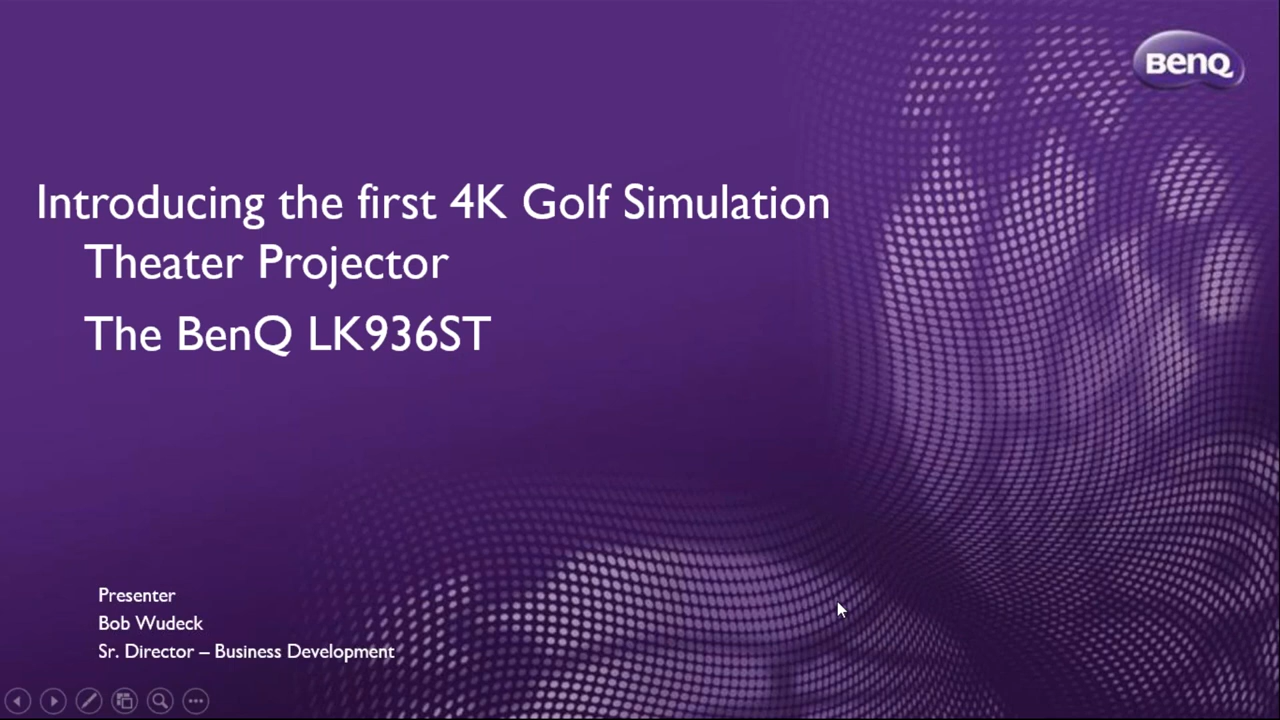 BenQ
Introducing the first 4K Golf Simulation
Theater Projector
The BenQ LK936ST
Presenter
Bob Wudeck
Sr. Director – Business Development